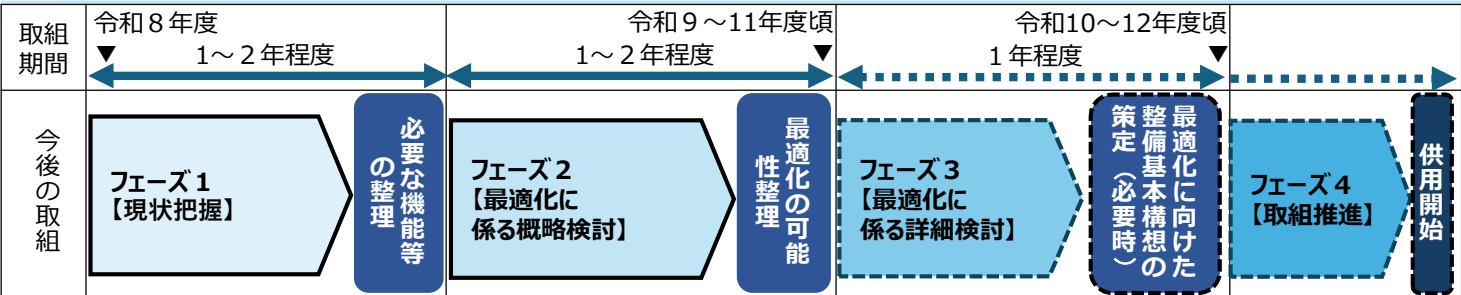 取組
期間
令和８年度
▼
1～２年程度
令和９～11年度頃
▼
1～２年程度
令和10～12年度頃
▼
１年程度
今後の取組
フェーズ１
【現状把握】
必要な機能等
の整理
フェーズ２
【最適化に
係る概略検討】
最適化の可能
性整理
フェーズ３
【最適化に
係る詳細検討】
最適化に向けた
整備基本構想の
策定（必要時）
フェーズ４
【取組推進】
供用開始